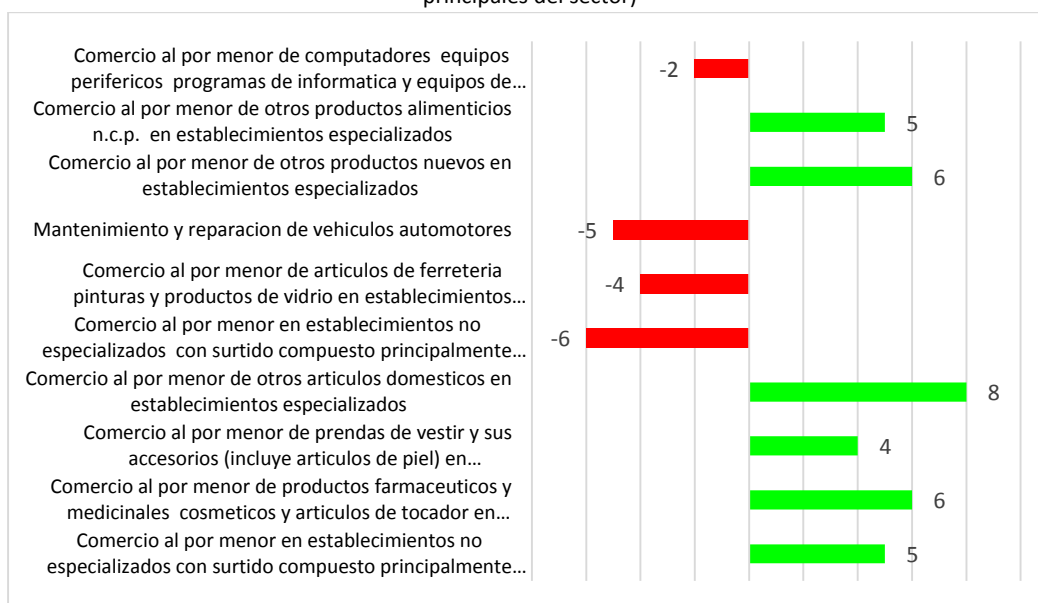 principales del sector)
Comercio al por menor de computadores equipos
perifericos programas de informatica y equipos de...
-2
Comercio al por menor de otros productos alimenticios
n.c.p. en establecimientos especializados
5
Comercio al por menor de otros productos nuevos en
establecimientos especializados
6
Mantenimiento y reparacion de vehiculos automotores
-5
Comercio al por menor de articulos de ferreteria
pinturas y productos de vidrio en establecimientos...
-4
Comercio al por menor en establecimientos no
especializados con surtido compuesto principalmente...
-6
Comercio al por menor de otros articulos domesticos en
establecimientos especializados
8
Comercio al por menor de prendas de vestir y sus
accesorios (incluye articulos de piel) en...
4
Comercio al por menor de productos farmaceuticos y
medicinales cosmeticos y articulos de tocador en...
6
Comercio al por menor en establecimientos no
especializados con surtido compuesto principalmente...
5